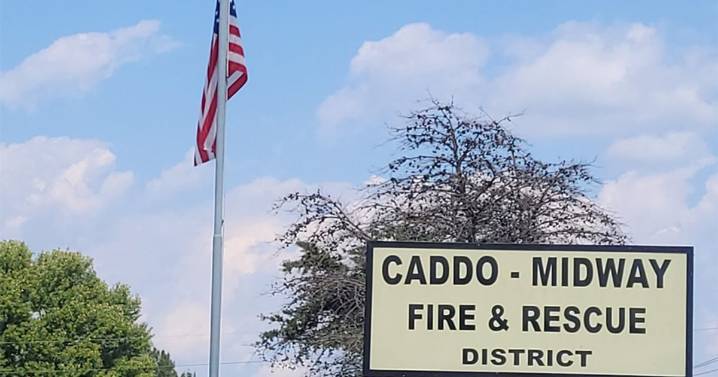 CADDO - MIDWAY
FIRE & RESCUE
DISTRICT